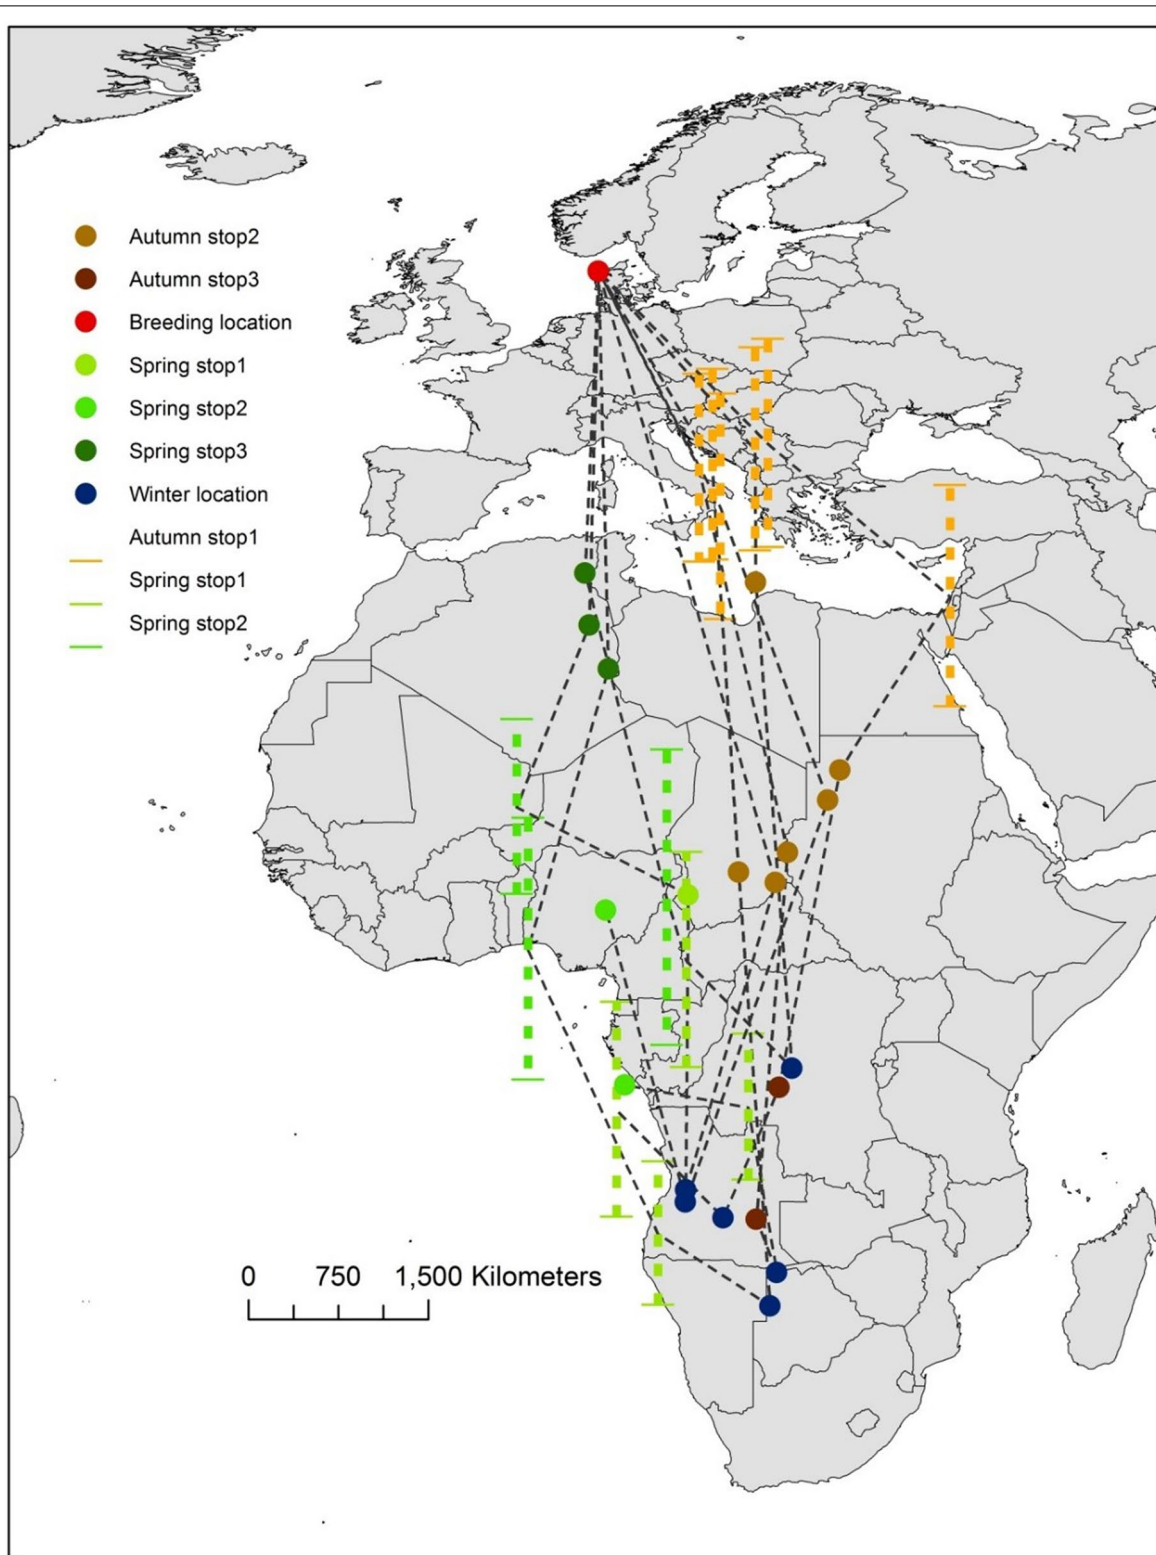 Autumn stop2
Autumn stop3
Breeding location
Spring stop1
Spring stop2
Spring stop3
Winter location
Autumn stop1
Spring stop1
Spring stop2
0 750 1,500 Kilometers